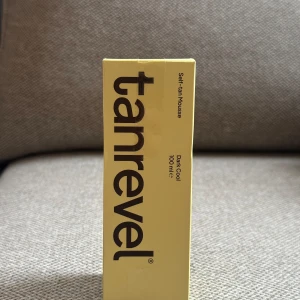 tanrevel®
Self-tan Mousse
Dark Cool
100 ml ℮